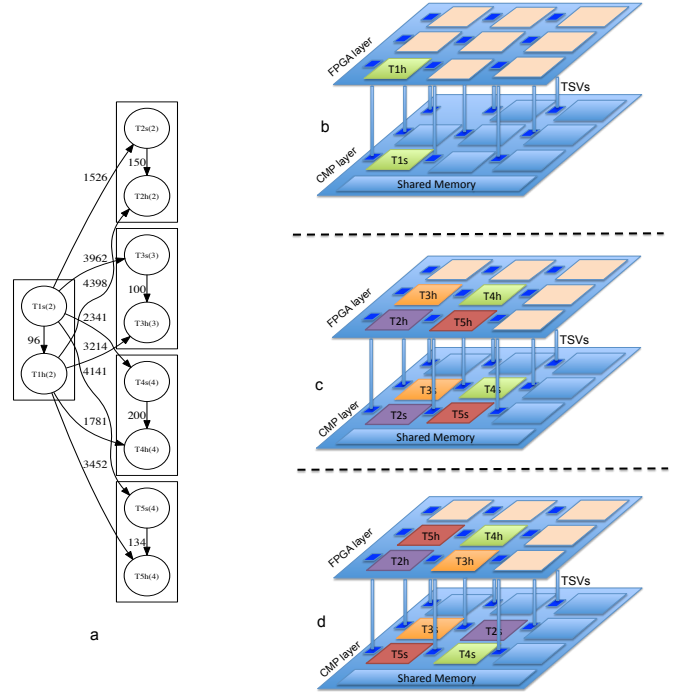 T2s(2)
150
T2h(2)
1526
T3s(3)
3962
100
4398
T3h(3)
T1s(2)
96
T1h(2)
2341
3214
4141
T4s(4)
200
T4h(4)
1781
3452
T5s(4)
134
T5h(4)
a
FPGA layer
T1h
TSVs
b
CMP layer
T1s
Shared Memory
FPGA layer
T3h
T4h
T2h
T5h
TSVs
c
CMP layer
T3s
T4s
T2s
T5s
Shared Memory
FPGA layer
T5h
T4h
T2h
T3h
TSVs
d
CMP layer
T3s
T2s
T5s
T4s
Shared Memory